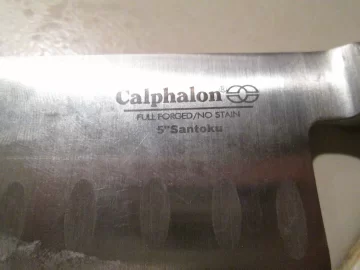 Calphalon
FULL FORGED/NO STAIN
5" Santoku